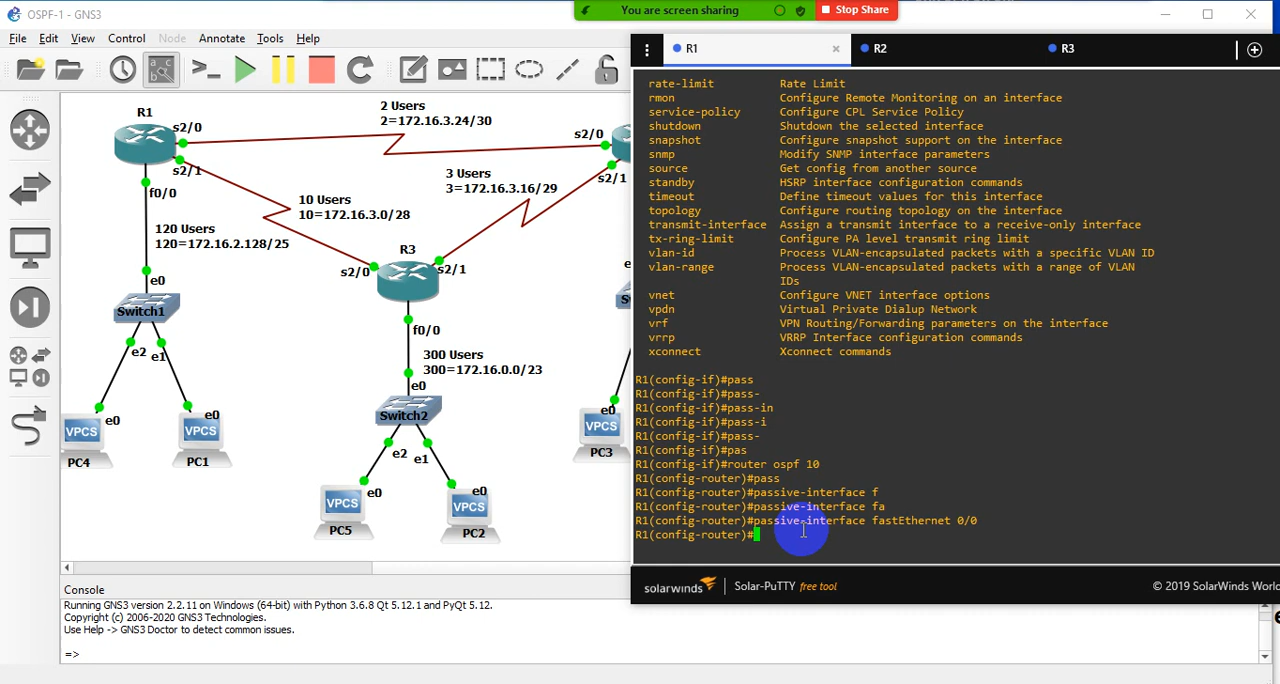 OSPF-1 - GNS3
You are screen sharing
Stop Share
File Edit View Control Node Annotate Tools Help
R1
R2
R3
R1
s2/0
s2/1
f0/0
2 Users
2=172.16.3.24/30
s2/0
s2/1
3 Users
3=172.16.3.16/29
10 Users
10=172.16.3.0/28
120 Users
120=172.16.2.128/25
R3
s2/0
s2/1
f0/0
e0
Switch1
e2 e1
300 Users
300=172.16.0.0/23
e0
Switch2
e2 e1
e0
VPCS
PC4
e0
VPCS
PC1
e0
VPCS
PC5
e0
VPCS
PC2
e0
VPCS
PC3
rate-limit Rate Limit
rmon Configure Remote Monitoring on an interface
service-policy Configure CPL Service Policy
shutdown Shutdown the selected interface
snapshot Configure snapshot support on the interface
snmp Modify SNMP interface parameters
source Get config from another source
standby HSRP interface configuration commands
timeout Define timeout values for this interface
topology Configure routing topology on the interface
transmit-interface Assign a transmit interface to a receive-only interface
tx-ring-limit Configure PA level transmit ring limit
vlan-id Process VLAN-encapsulated packets with a specific VLAN ID
vlan-range Process VLAN-encapsulated packets with a range of VLAN
IDs
vnet Configure VNET interface options
vpdn Virtual Private Dialup Network
vrf VPN Routing/Forwarding parameters on the interface
vrrp VRRP Interface configuration commands
xconnect Xconnect commands
R1(config-if)#pass
R1(config-if)#pass-
R1(config-if)#pass-in
R1(config-if)#pass-i
R1(config-if)#pass-
R1(config-if)#pas
R1(config-if)#router ospf 10
R1(config-router)#pass
R1(config-router)#passive-interface f
R1(config-router)#passive-interface fa
R1(config-router)#passive-interface fastEthernet 0/0
R1(config-router)#
solarwinds Solar-PuTTY free tool
© 2019 SolarWinds World
Console
Running GNS3 version 2.2.11 on Windows (64-bit) with Python 3.6.8 Qt 5.12.1 and PyQt 5.12.
Copyright (c) 2006-2020 GNS3 Technologies.
Use Help -> GNS3 Doctor to detect common issues.
=>